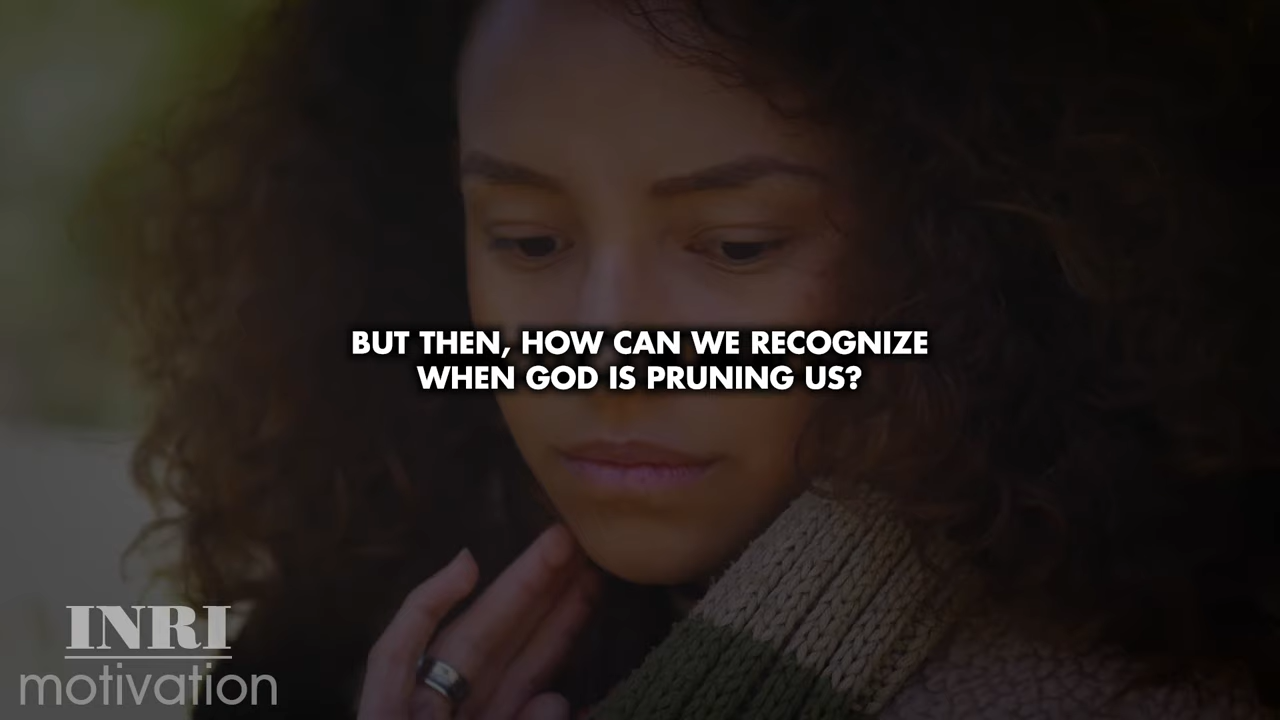 BUT THEN, HOW CAN WE RECOGNIZE
WHEN GOD IS PRUNING US?
INRI
motivation